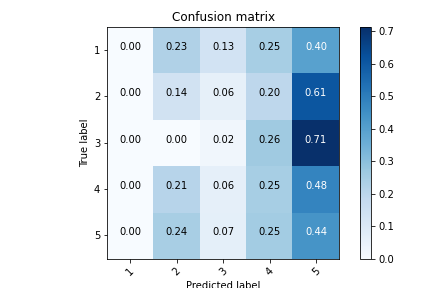 Confusion matrix
True label
1 0.00 0.23 0.13 0.25 0.40
2 0.00 0.14 0.06 0.20 0.61
3 0.00 0.00 0.02 0.26 0.71
4 0.00 0.21 0.06 0.25 0.48
5 0.00 0.24 0.07 0.25 0.44
1 2 3 4 5
Predicted label
0.7
0.6
0.5
0.4
0.3
0.2
0.1
0.0